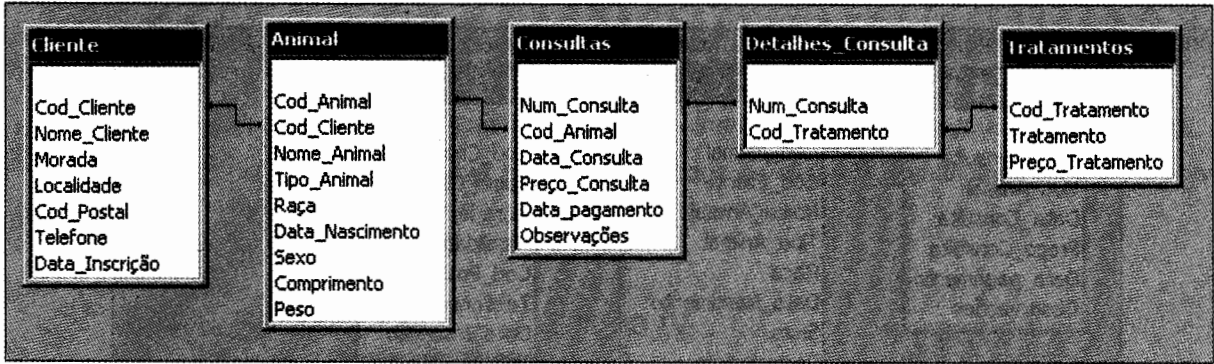 Cliente
Cod_Cliente
Nome_Cliente
Morada
Localidade
Cod_Postal
Telefone
Data_Inscrição
Animal
Cod_Animal
Cod_Cliente
Nome_Animal
Tipo_Animal
Raça
Data_Nascimento
Sexo
Comprimento
Peso
Consultas
Num_Consulta
Cod_Animal
Data_Consulta
Preço_Consulta
Data_pagamento
Observações
Detalhes_Consulta
Num_Consulta
Cod_Tratamento
Tratamentos
Cod_Tratamento
Tratamento
Preço_Tratamento